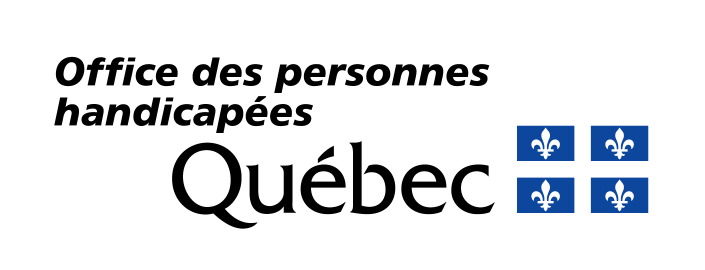 Office des personnes
handicapées
Québec